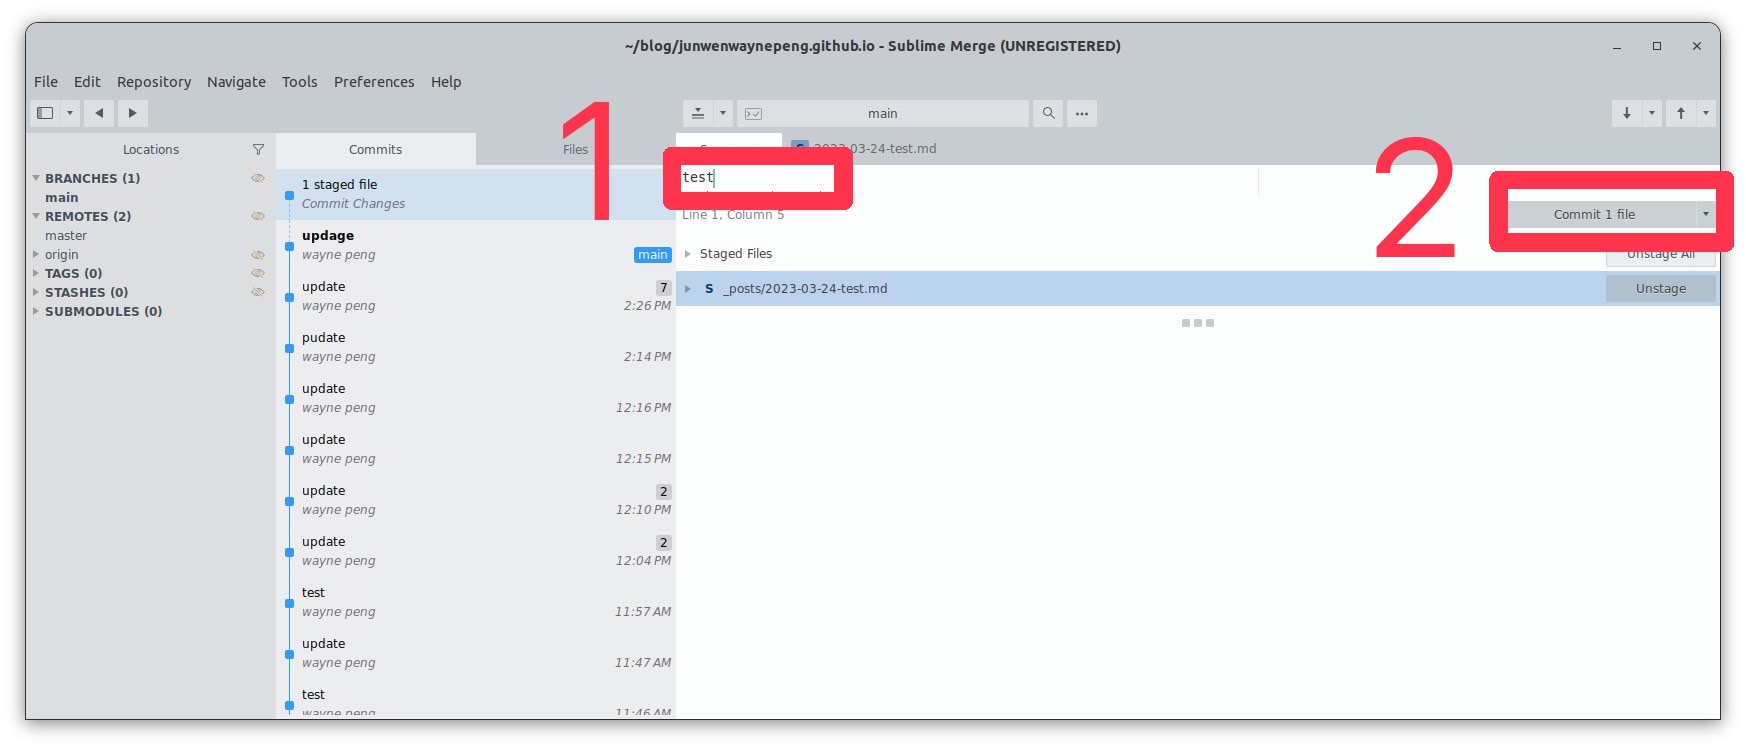 ~/blog/junwenwaynepeng.github.io - Sublime Merge (UNREGISTERED)
File Edit Repository Navigate Tools Preferences Help
main
Locations
BRANCHES (1)
main
REMOTES (2)
master
origin
TAGS (0)
STASHES (0)
SUBMODULES (0)
Commits
Files
1 staged file
Commit Changes
updage
wayne peng main
update 7
wayne peng 2:26 PM
pudate
wayne peng 2:14 PM
update
wayne peng 12:16 PM
update
wayne peng 12:15 PM
update 2
wayne peng 12:10 PM
update 2
wayne peng 12:04 PM
test
wayne peng 11:57 AM
update
wayne peng 11:47 AM
test
wayne peng 11:46 AM
1
2023-03-24-test.md
test
Line 1, Column 5
2
Commit 1 file
Staged Files
Unstage All
S _posts/2023-03-24-test.md
Unstage